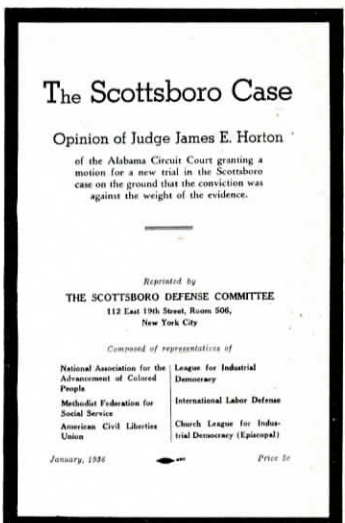 The Scottsboro Case
Opinion of Judge James E. Horton
of the Alabama Circuit Court granting a
motion for a new trial in the Scottsboro
case on the ground that the conviction was
against the weight of the evidence.
Reprinted by
THE SCOTTSBORO DEFENSE COMMITTEE
112 East 19th Street, Room 506,
New York City
Composed of representatives of
National Association for the
Advancement of Colored
People
Methodist Federation for
Social Service
American Civil Liberties
Union
League for Industrial
Democracy
International Labor Defense
Church League for Indus-
trial Democracy (Episcopal)
January, 1936
Price 5c